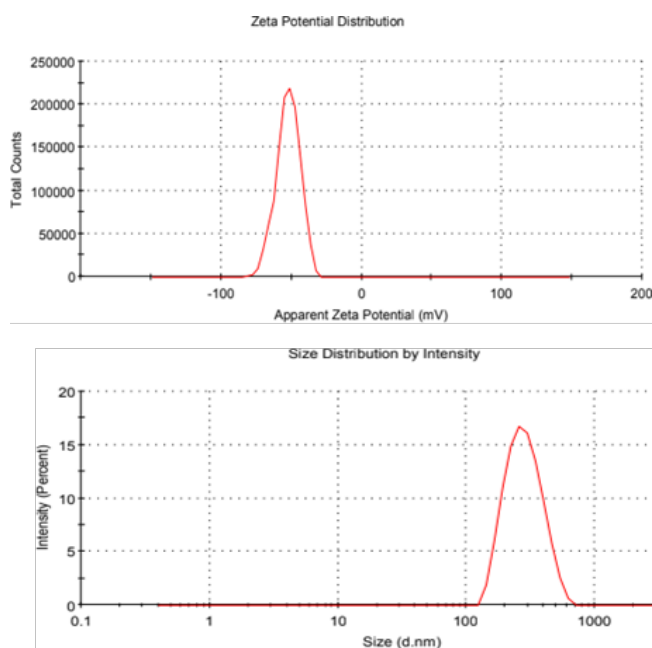 Zeta Potential Distribution
250000
200000
150000
100000
50000
0
Total Counts
-100 0 100 200
Apparent Zeta Potential (mV)
Size Distribution by Intensity
20
15
10
5
0
Intensity (Percent)
0.1 1 10 100 1000
Size (d.nm)